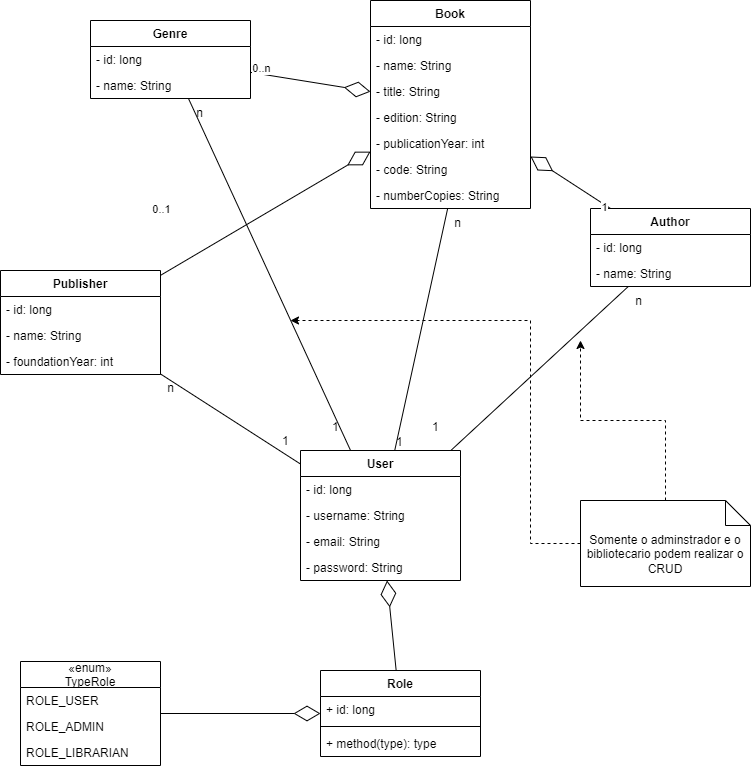 Genre
- id: long
- name: String
0..n
n
Book
- id: long
- name: String
- title: String
- edition: String
- publicationYear: int
- code: String
- numberCopies: String
n
0..1
1
Author
- id: long
- name: String
n
Publisher
- id: long
- name: String
- foundationYear: int
n
1
1
1
1
User
- id: long
- username: String
- email: String
- password: String
Somente o adminstrador e o
bibliotecario podem realizar o
CRUD
«enum»
TypeRole
ROLE_USER
ROLE_ADMIN
ROLE_LIBRARIAN
Role
+ id: long
+ method(type): type